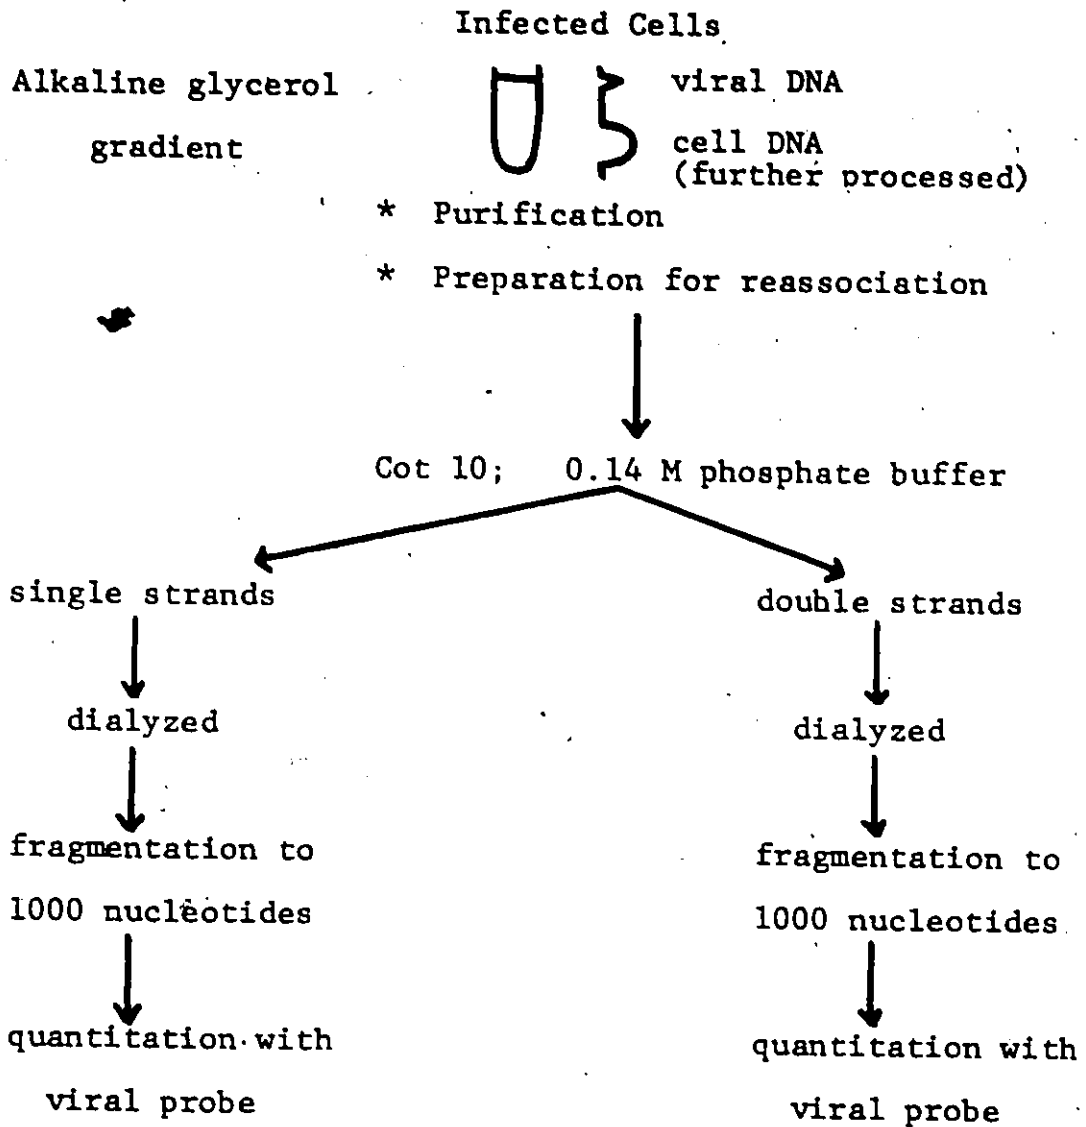 Infected Cells
Alkaline glycerol
gradient
viral DNA
cell DNA
(further processed)
* Purification
* Preparation for reassociation
Cot 10; 0.14 M phosphate buffer
single strands
double strands
dialyzed
dialyzed
fragmentation to
1000 nucleotides
fragmentation to
1000 nucleotides
quantitation with
viral probe
quantitation with
viral probe